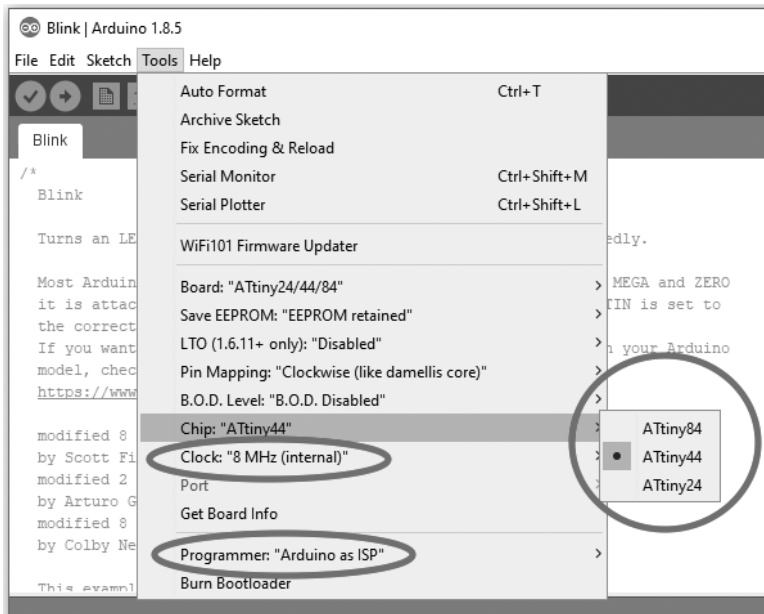 Blink | Arduino 1.8.5
File Edit Sketch Tools Help
Auto Format Ctrl+T
Archive Sketch
Fix Encoding & Reload
Serial Monitor Ctrl+Shift+M
Serial Plotter Ctrl+Shift+L
WiFi101 Firmware Updater
Board: "ATtiny24/44/84"
Save EEPROM: "EEPROM retained"
LTO (1.6.11+ only): "Disabled"
Pin Mapping: "Clockwise (like damellis core)"
B.O.D. Level: "B.O.D. Disabled"
Chip: "ATtiny44"
Clock: "8 MHz (internal)"
Port
Get Board Info
Programmer: "Arduino as ISP"
Burn Bootloader
ATtiny84
ATtiny44
ATtiny24
Blink
/*
Blink
Turns an LE
edly.
Most Arduin
MEGA and ZERO
it is attac
TIN is set to
the correct
If you want
n your Arduino
model, chec
https://www
modified 8
by Scott Fi
modified 2
by Arturo G
modified 8
by Colby Ne
This exampl